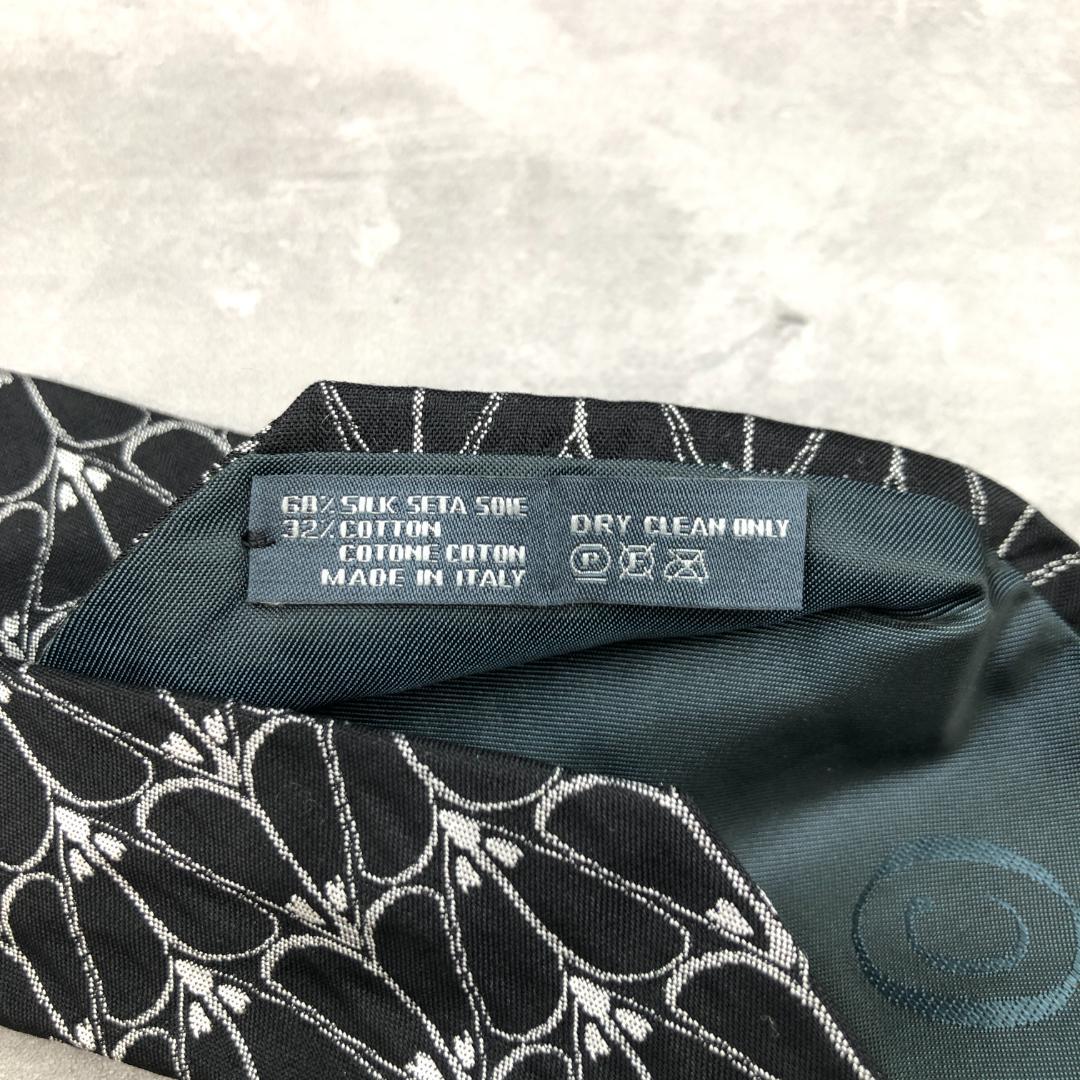 68% SILK SETA SOIE
32% COTTON
COTONE COTON
MADE IN ITALY
DRY CLEAN ONLY